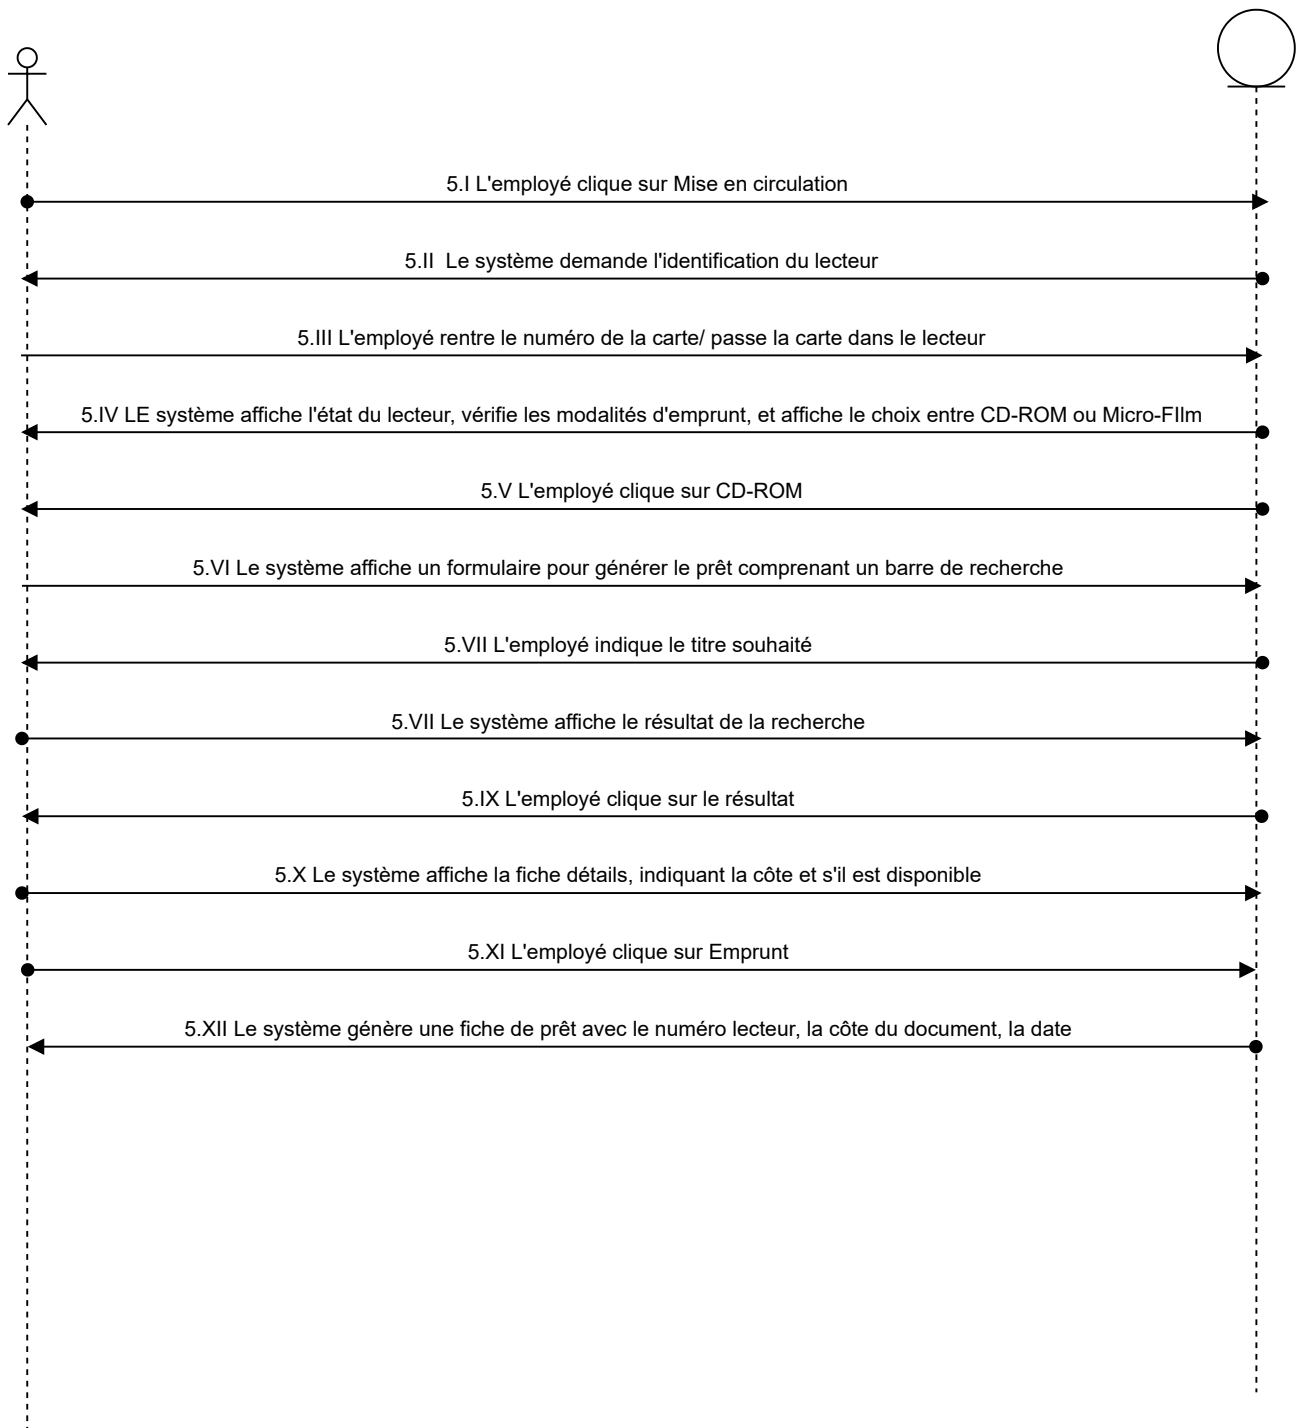 5.I L'employé clique sur Mise en circulation
5.II  Le système demande l'identification du lecteur
5.III L'employé rentre le numéro de la carte/ passe la carte dans le lecteur
5.IV LE système affiche l'état du lecteur, vérifie les modalités d'emprunt, et affiche le choix entre CD-ROM ou Micro-FIlm
5.V L'employé clique sur CD-ROM
5.VI Le système affiche un formulaire pour générer le prêt comprenant un barre de recherche
5.VII L'employé indique le titre souhaité
5.VII Le système affiche le résultat de la recherche
5.IX L'employé clique sur le résultat
5.X Le système affiche la fiche détails, indiquant la côte et s'il est disponible
5.XI L'employé clique sur Emprunt
5.XII Le système génère une fiche de prêt avec le numéro lecteur, la côte du document, la date